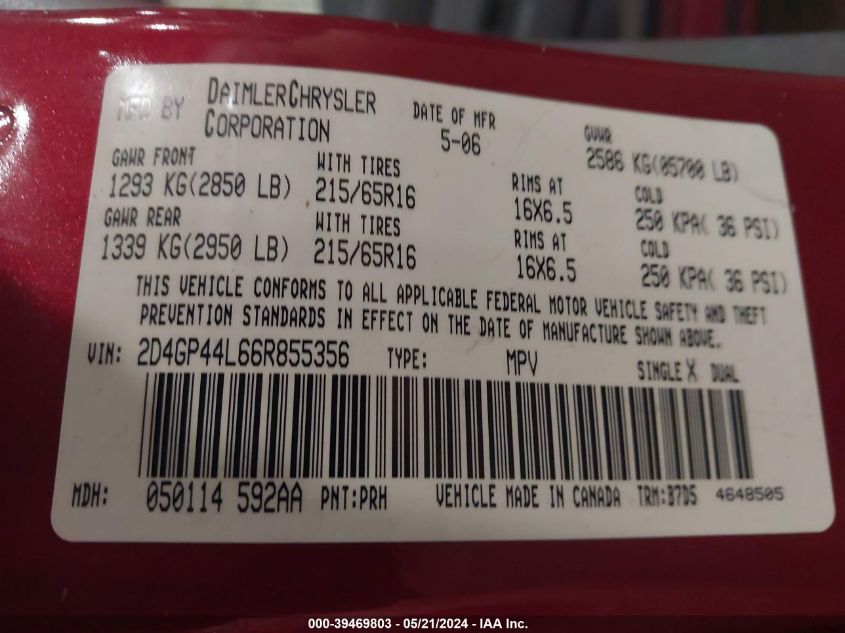 MFD BY DAIMLERCHRYSLER CORPORATION
DATE OF MFR 5-06
GVWR 2586 KG(05700 LB)
GAWR FRONT WITH TIRES RIMS AT COLD
1293 KG(2850 LB) 215/65R16 16X6.5 250 KPA( 36 PSI)
GAWR REAR WITH TIRES RIMS AT COLD
1339 KG(2950 LB) 215/65R16 16X6.5 250 KPA( 36 PSI)
THIS VEHICLE CONFORMS TO ALL APPLICABLE FEDERAL MOTOR VEHICLE SAFETY AND THEFT
PREVENTION STANDARDS IN EFFECT ON THE DATE OF MANUFACTURE SHOWN ABOVE.
VIN: 2D4GP44L66R855356 TYPE: MPV SINGLE X DUAL
MDH: 050114 592AA PNT:PRH VEHICLE MADE IN CANADA TRM:B7D5 4648505
000-39469803 - 05/21/2024 - IAA Inc.